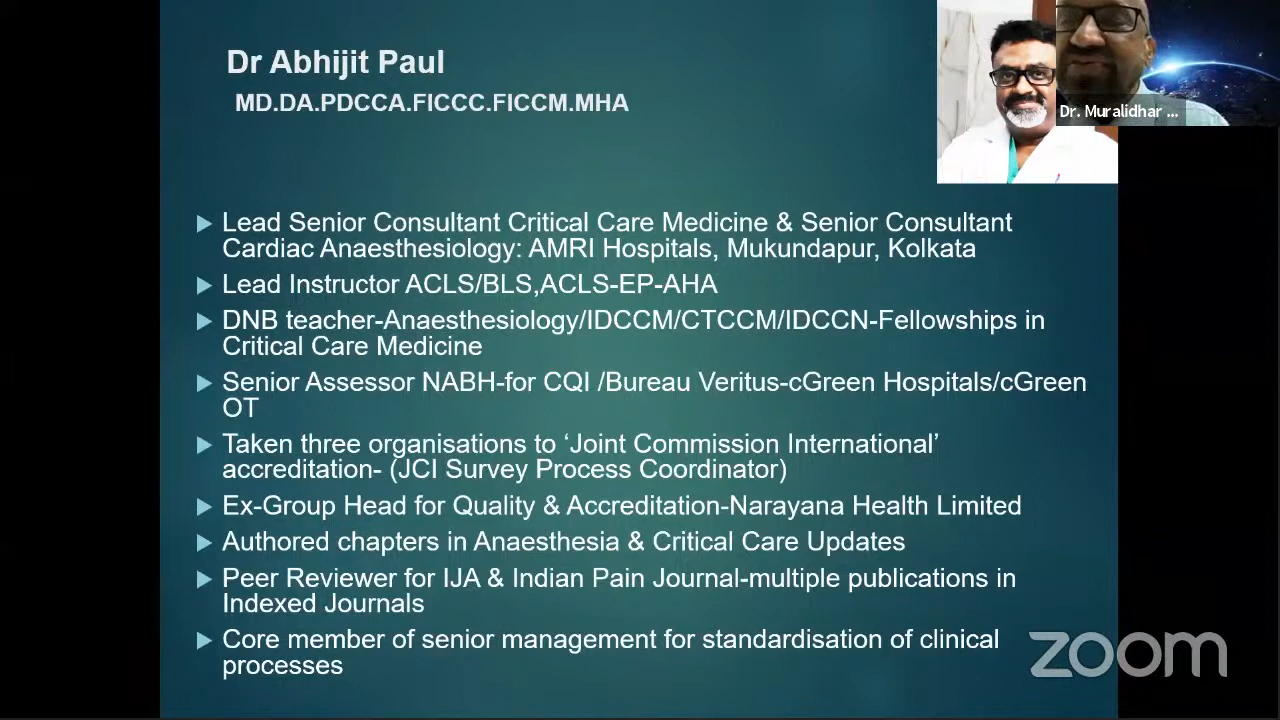 Dr Abhijit Paul
MD.DA.PDCCA.FICCC.FICCM.MHA
Dr. Muralidhar ...
Lead Senior Consultant Critical Care Medicine & Senior Consultant
Cardiac Anaesthesiology: AMRI Hospitals, Mukundapur, Kolkata
Lead Instructor ACLS/BLS,ACLS-EP-AHA
DNB teacher-Anaesthesiology/IDCCM/CTCCM/IDCCN-Fellowships in
Critical Care Medicine
Senior Assessor NABH-for CQI /Bureau Veritus-cGreen Hospitals/cGreen
OT
Taken three organisations to ‘Joint Commission International’
accreditation- (JCI Survey Process Coordinator)
Ex-Group Head for Quality & Accreditation-Narayana Health Limited
Authored chapters in Anaesthesia & Critical Care Updates
Peer Reviewer for IJA & Indian Pain Journal-multiple publications in
Indexed Journals
Core member of senior management for standardisation of clinical
processes
zoom